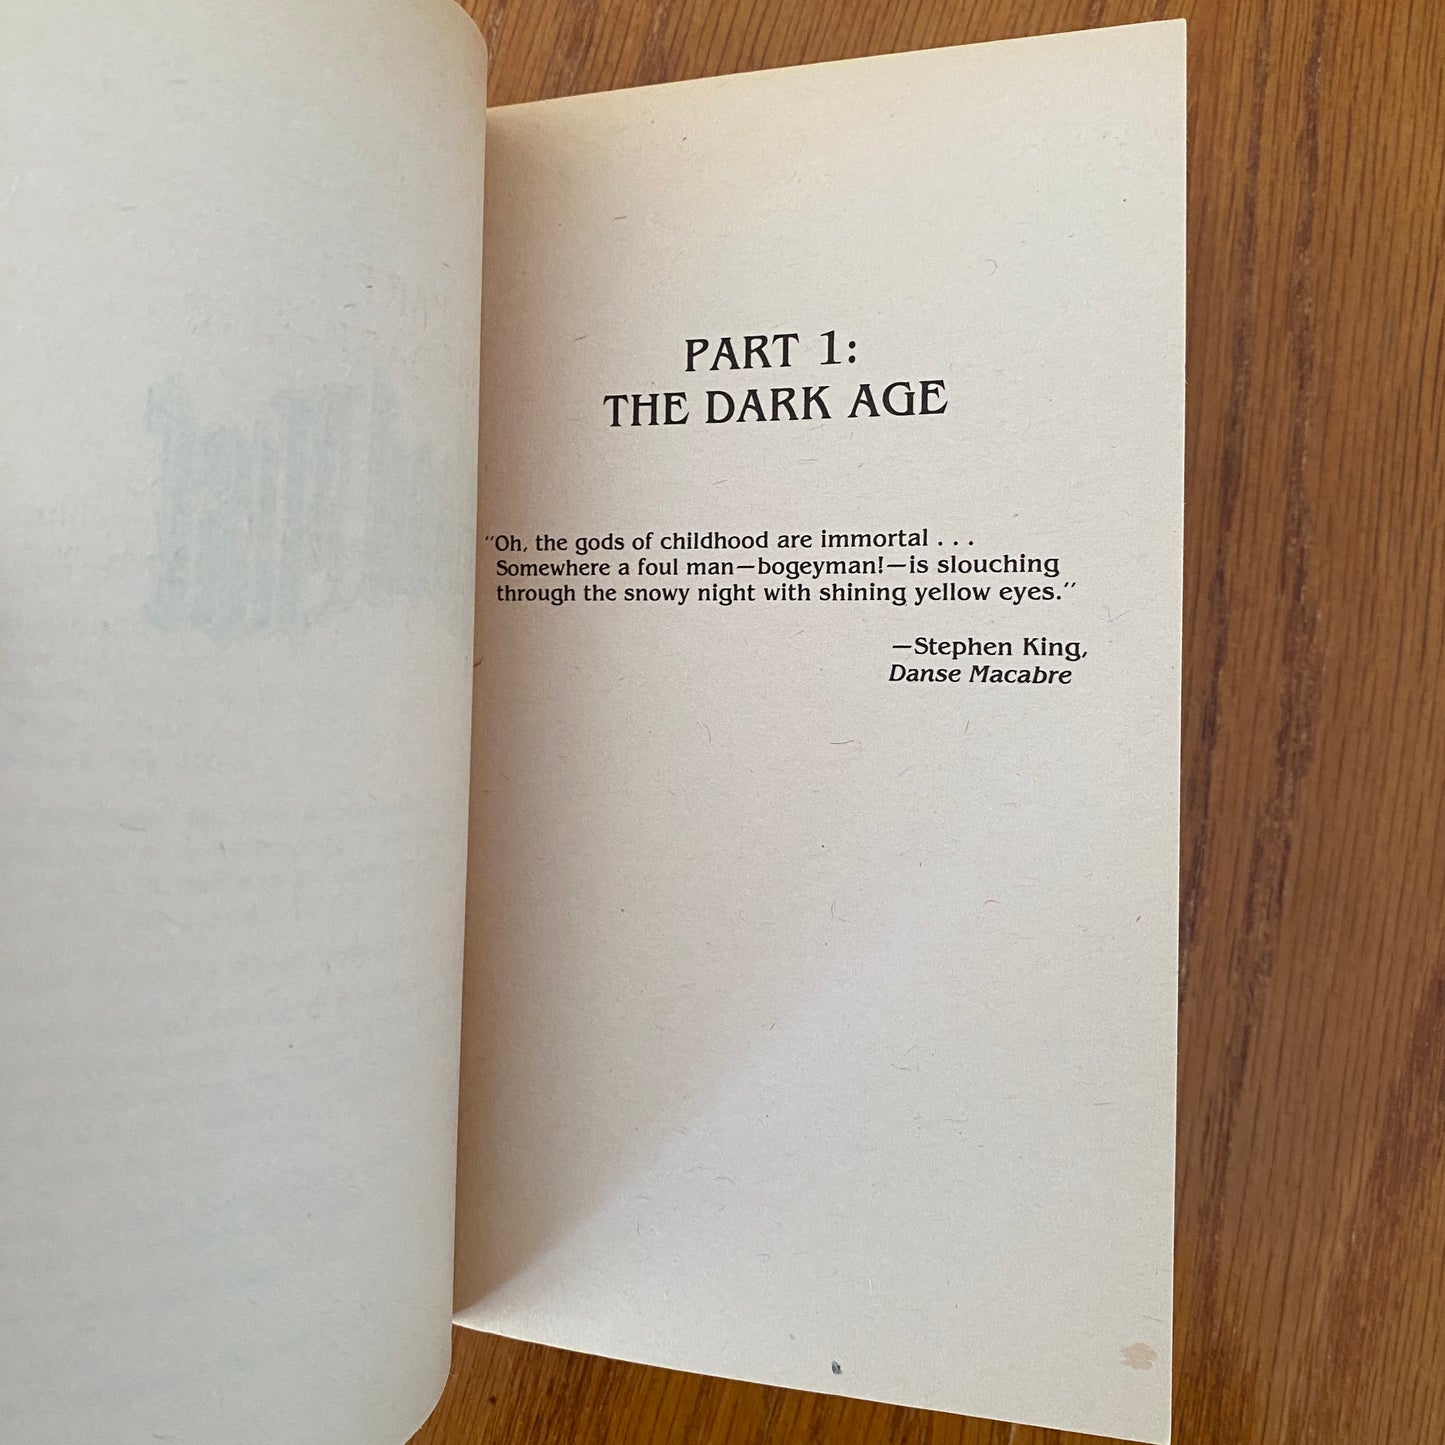 PART 1:
THE DARK AGE
"Oh, the gods of childhood are immortal . . .
Somewhere a foul man—bogeyman!—is slouching
through the snowy night with shining yellow eyes."
—Stephen King,
Danse Macabre